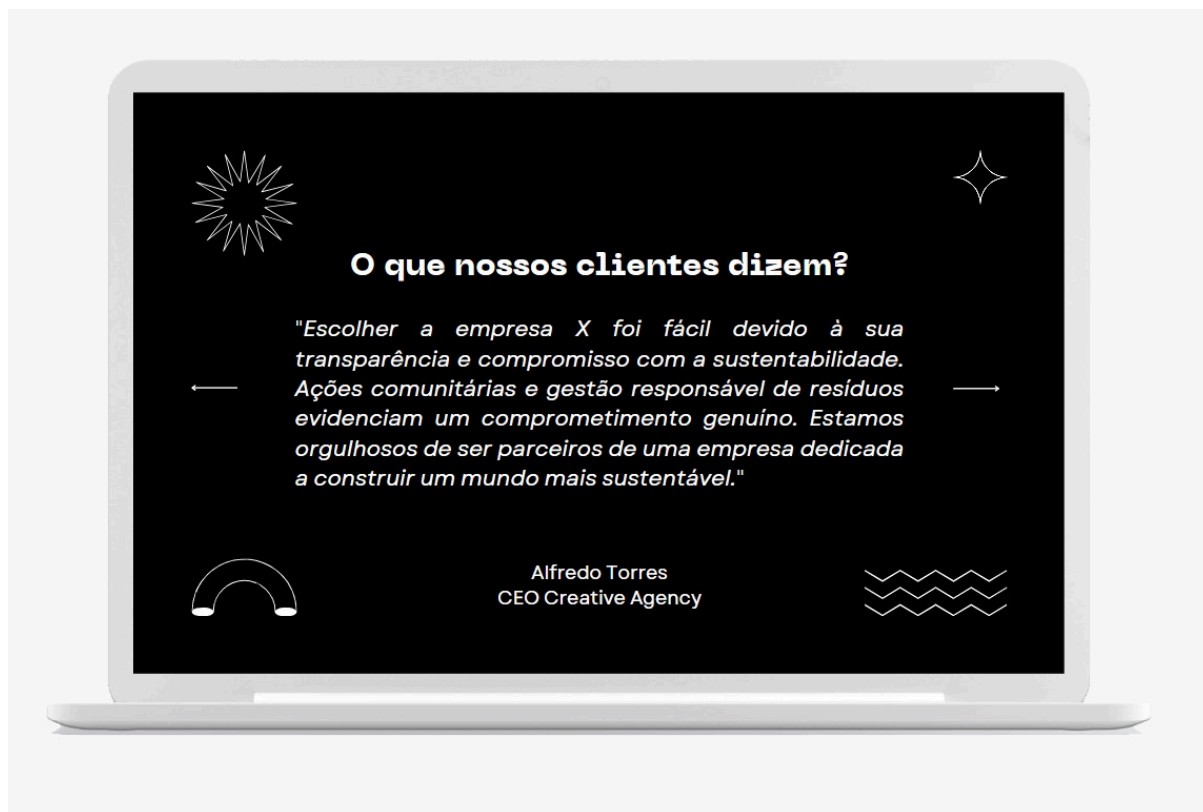 O que nossos clientes dizem?
"Escolher a empresa X foi fácil devido à sua
transparência e compromisso com a sustentabilidade.
Ações comunitárias e gestão responsável de resíduos
evidenciam um comprometimento genuíno. Estamos
orgulhosos de ser parceiros de uma empresa dedicada
a construir um mundo mais sustentável."
Alfredo Torres
CEO Creative Agency